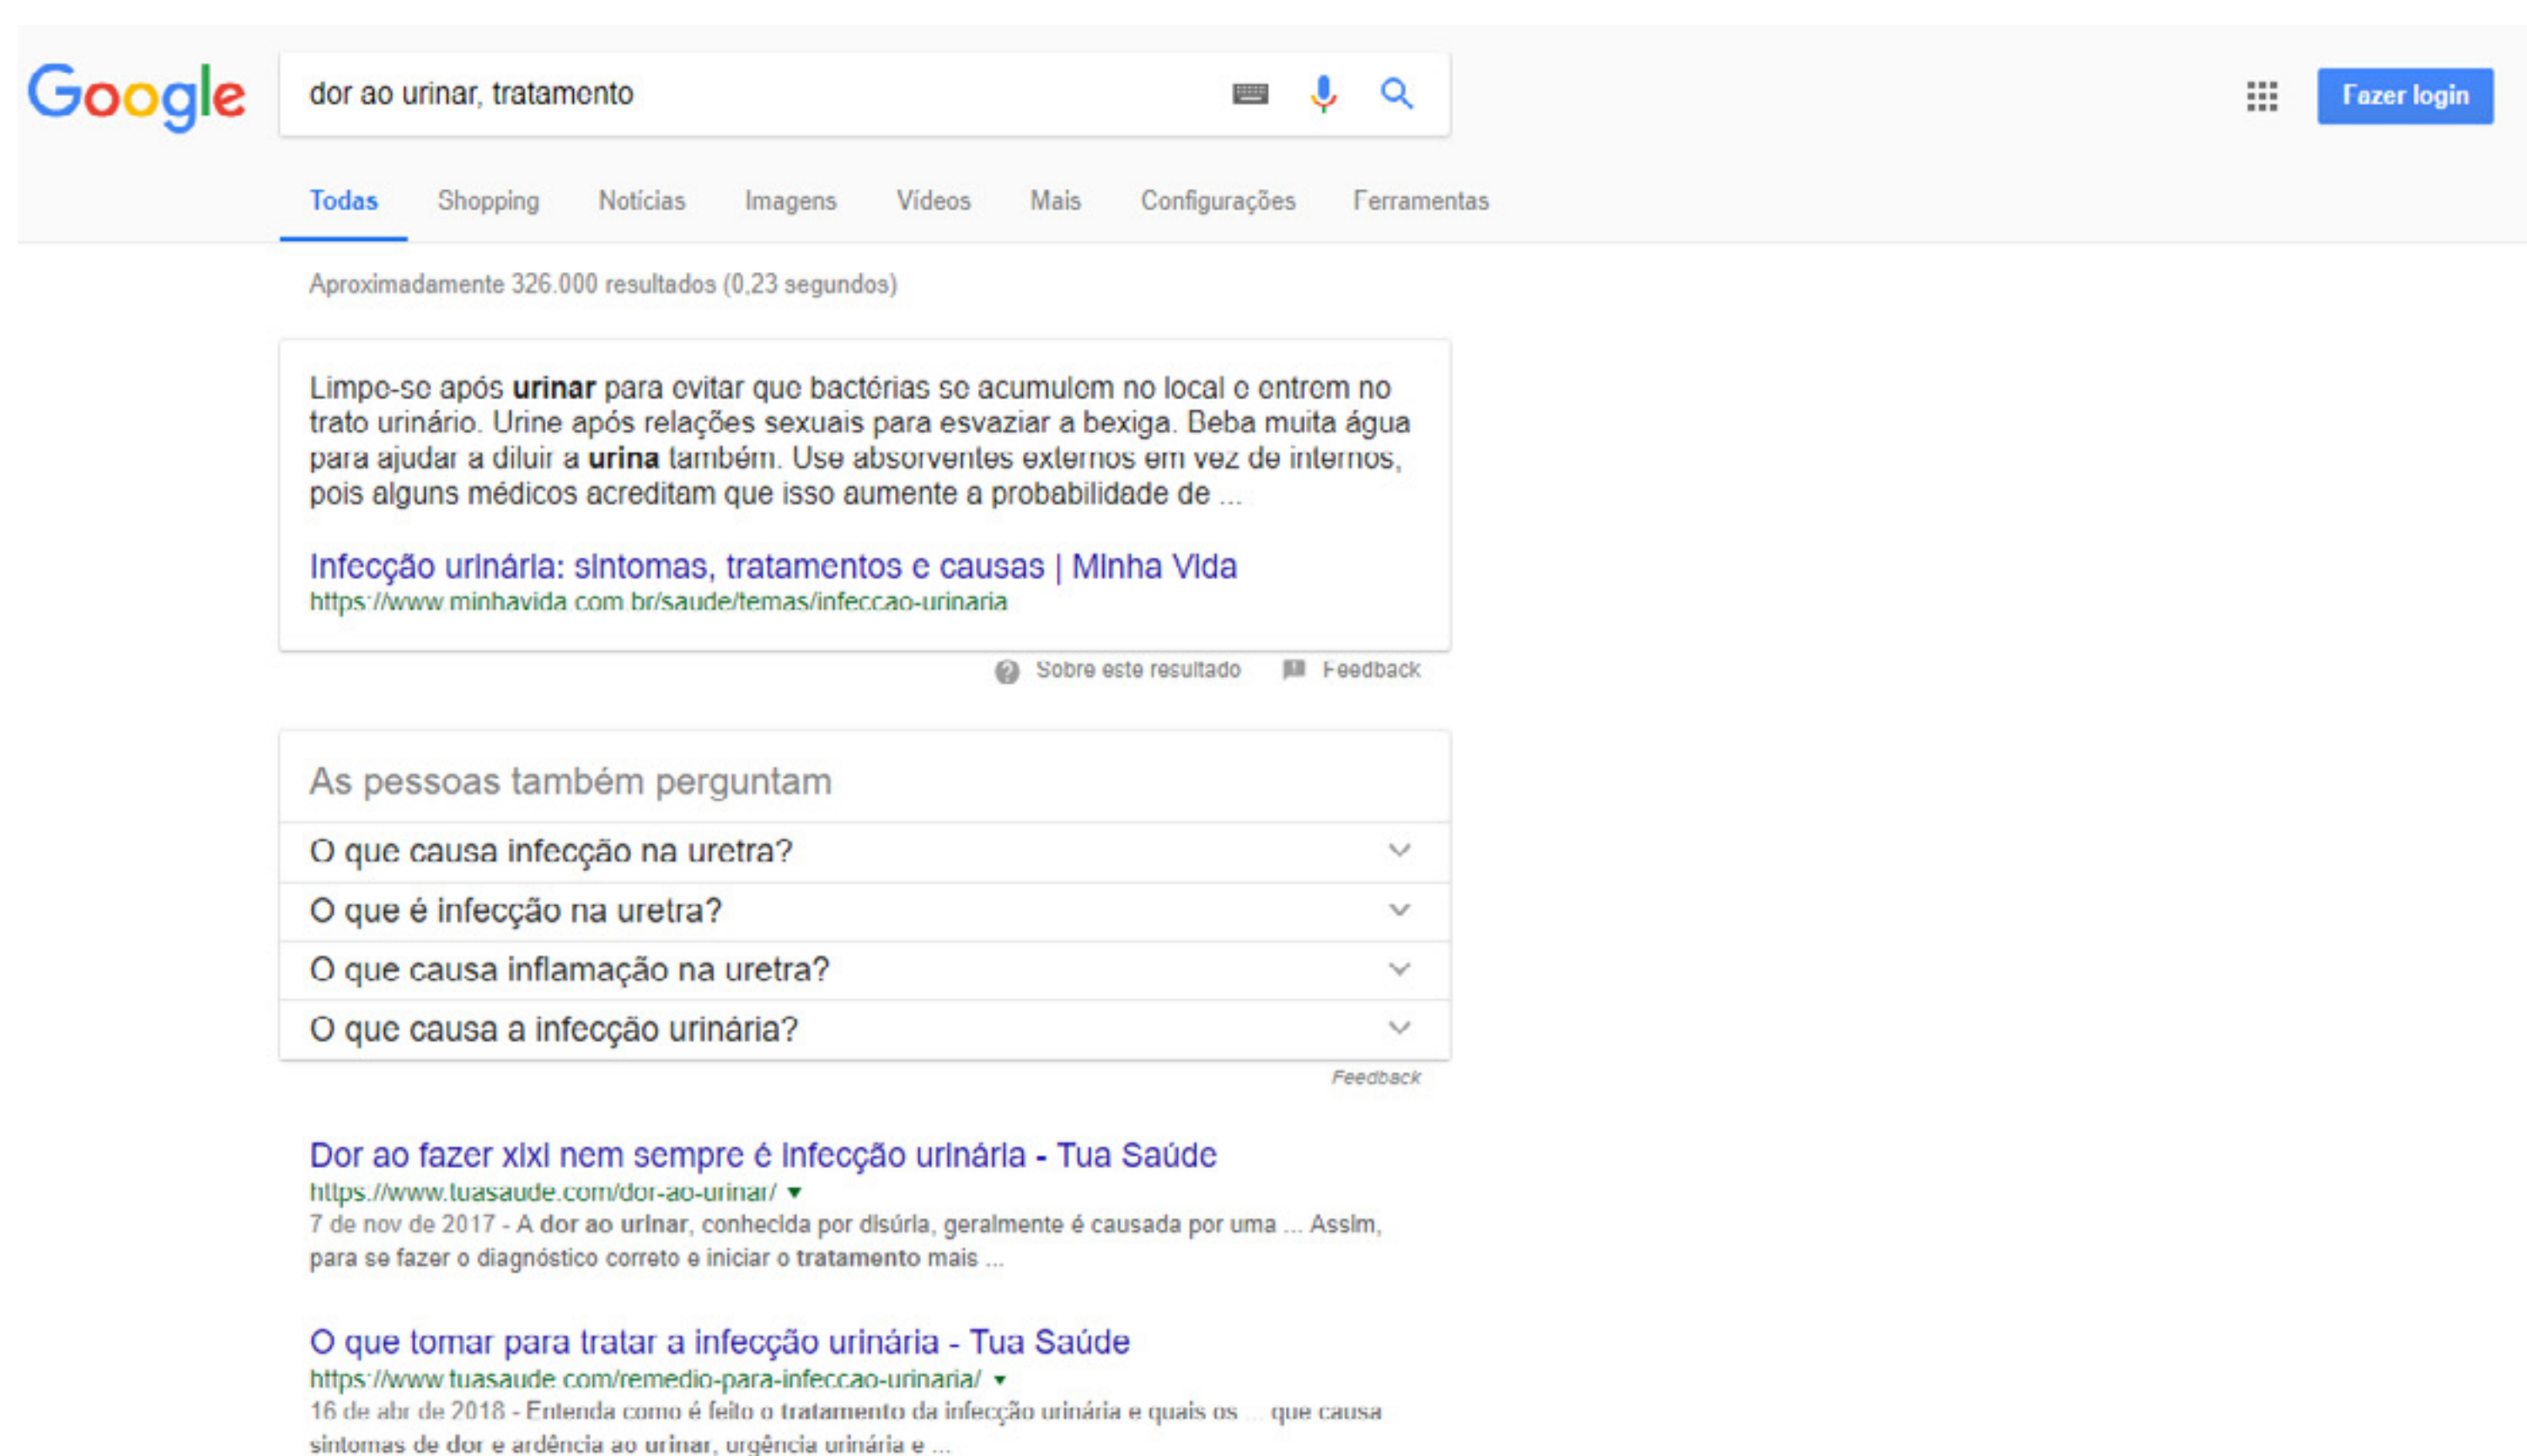 Google
dor ao urinar, tratamento
Fazer login
Todas Shopping Notícias Imagens Vídeos Mais Configurações Ferramentas
Aproximadamente 326.000 resultados (0,23 segundos)
Limpe-se após urinar para evitar que bactérias se acumulem no local e entrem no
trato urinário. Urine após relações sexuais para esvaziar a bexiga. Beba muita água
para ajudar a diluir a urina também. Use absorventes externos em vez de internos,
pois alguns médicos acreditam que isso aumente a probabilidade de ...
Infecção urinária: sintomas, tratamentos e causas | Minha Vida
https://www.minhavida.com.br/saude/temas/infeccao-urinaria
Sobre este resultado Feedback
As pessoas também perguntam
O que causa infecção na uretra?
O que é infecção na uretra?
O que causa inflamação na uretra?
O que causa a infecção urinária?
Feedback
Dor ao fazer xixi nem sempre é infecção urinária - Tua Saúde
https://www.tuasaude.com/dor-ao-urinar/
7 de nov de 2017 - A dor ao urinar, conhecida por disúria, geralmente é causada por uma ... Assim,
para se fazer o diagnóstico correto e iniciar o tratamento mais ...
O que tomar para tratar a infecção urinária - Tua Saúde
https://www.tuasaude.com/remedio-para-infeccao-urinaria/
16 de abr de 2018 - Entenda como é feito o tratamento da infecção urinária e quais os ... que causa
sintomas de dor e ardência ao urinar, urgência urinária e ...